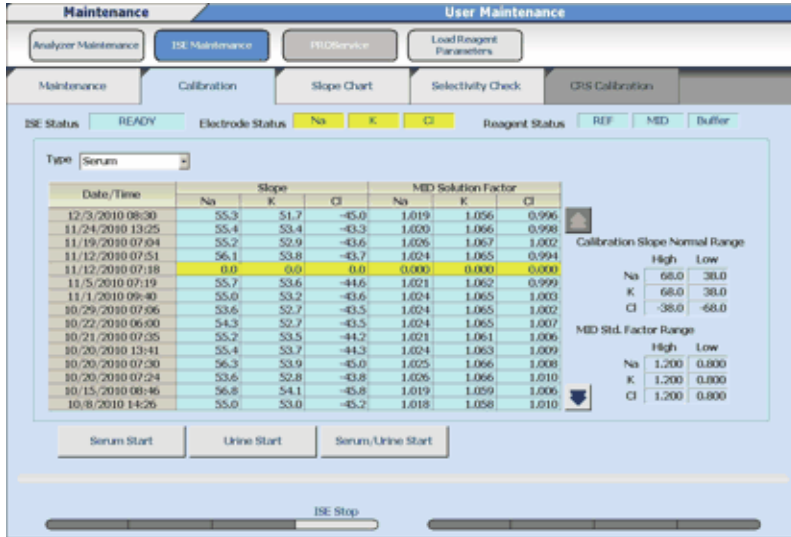 Maintenance User Maintenance
Analyzer Maintenance ISE Maintenance PROService Load Reagent Parameters
Maintenance Calibration Slope Chart Selectivity Check CRS Calibration
ISE Status READY Electrode Status Na K Cl Reagent Status REF MID Buffer
Type Serum
Date/Time Slope MID Solution Factor
Na K Cl Na K Cl
12/3/2010 08:30 55.3 51.7 -45.0 1.019 1.056 0.996
11/24/2010 13:25 55.4 53.4 -43.3 1.020 1.066 0.998
11/19/2010 07:04 55.2 52.9 -43.6 1.026 1.067 1.002
11/12/2010 07:51 56.1 53.8 -43.7 1.024 1.065 0.994
11/12/2010 07:18 0.0 0.0 0.0 0.000 0.000 0.000
11/5/2010 07:19 55.7 53.6 -44.6 1.021 1.062 0.999
11/1/2010 09:40 55.0 53.2 -43.6 1.024 1.065 1.003
10/29/2010 07:06 53.6 52.7 -43.5 1.024 1.065 1.002
10/22/2010 06:00 54.3 52.7 -43.5 1.024 1.065 1.007
10/21/2010 07:35 55.2 53.5 -44.2 1.021 1.061 1.006
10/20/2010 13:41 55.4 53.7 -44.3 1.024 1.063 1.009
10/20/2010 07:30 56.3 53.9 -45.0 1.025 1.066 1.008
10/20/2010 07:24 53.6 52.8 -43.8 1.026 1.066 1.010
10/15/2010 08:46 56.8 54.1 -45.8 1.019 1.059 1.006
10/8/2010 14:26 55.0 53.0 -45.2 1.018 1.058 1.010
Calibration Slope Normal Range
High Low
Na 68.0 38.0
K 68.0 38.0
Cl -38.0 -68.0
MID Std. Factor Range
High Low
Na 1.200 0.800
K 1.200 0.800
Cl 1.200 0.800
Serum Start Urine Start Serum/Urine Start
ISE Stop